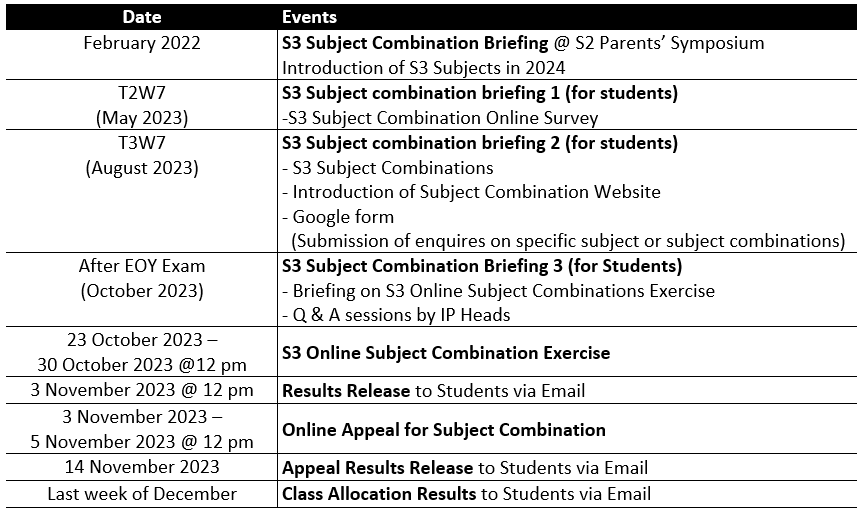 Date Events
February 2022 S3 Subject Combination Briefing @ S2 Parents’ Symposium
Introduction of S3 Subjects in 2024
T2W7 S3 Subject combination briefing 1 (for students)
(May 2023) -S3 Subject Combination Online Survey
T3W7 S3 Subject combination briefing 2 (for students)
(August 2023) - S3 Subject Combinations
- Introduction of Subject Combination Website
- Google form
(Submission of enquires on specific subject or subject combinations)
After EOY Exam S3 Subject Combination Briefing 3 (for Students)
(October 2023) - Briefing on S3 Online Subject Combinations Exercise
- Q & A sessions by IP Heads
23 October 2023 –
30 October 2023 @12 pm
S3 Online Subject Combination Exercise
3 November 2023 @ 12 pm Results Release to Students via Email
3 November 2023 –
5 November 2023 @ 12 pm
Online Appeal for Subject Combination
14 November 2023 Appeal Results Release to Students via Email
Last week of December Class Allocation Results to Students via Email